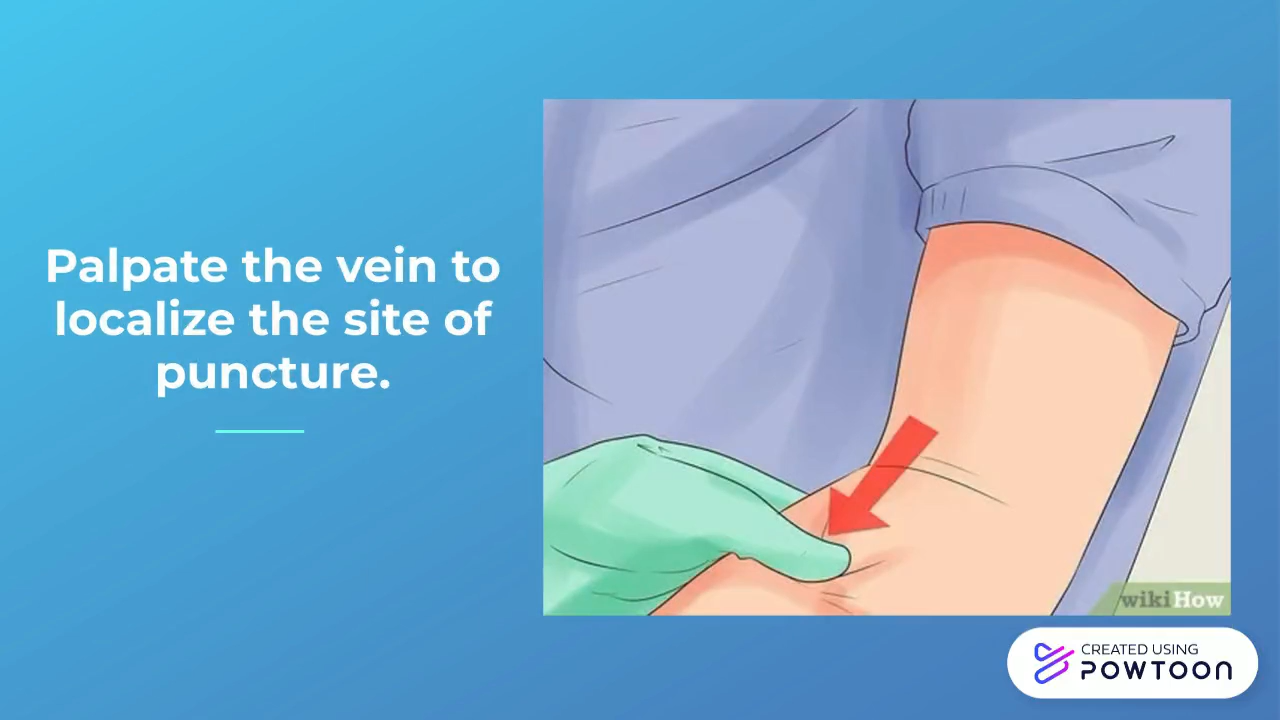 Palpate the vein to
localize the site of
puncture.
wikiHow
CREATED USING
POWTOON